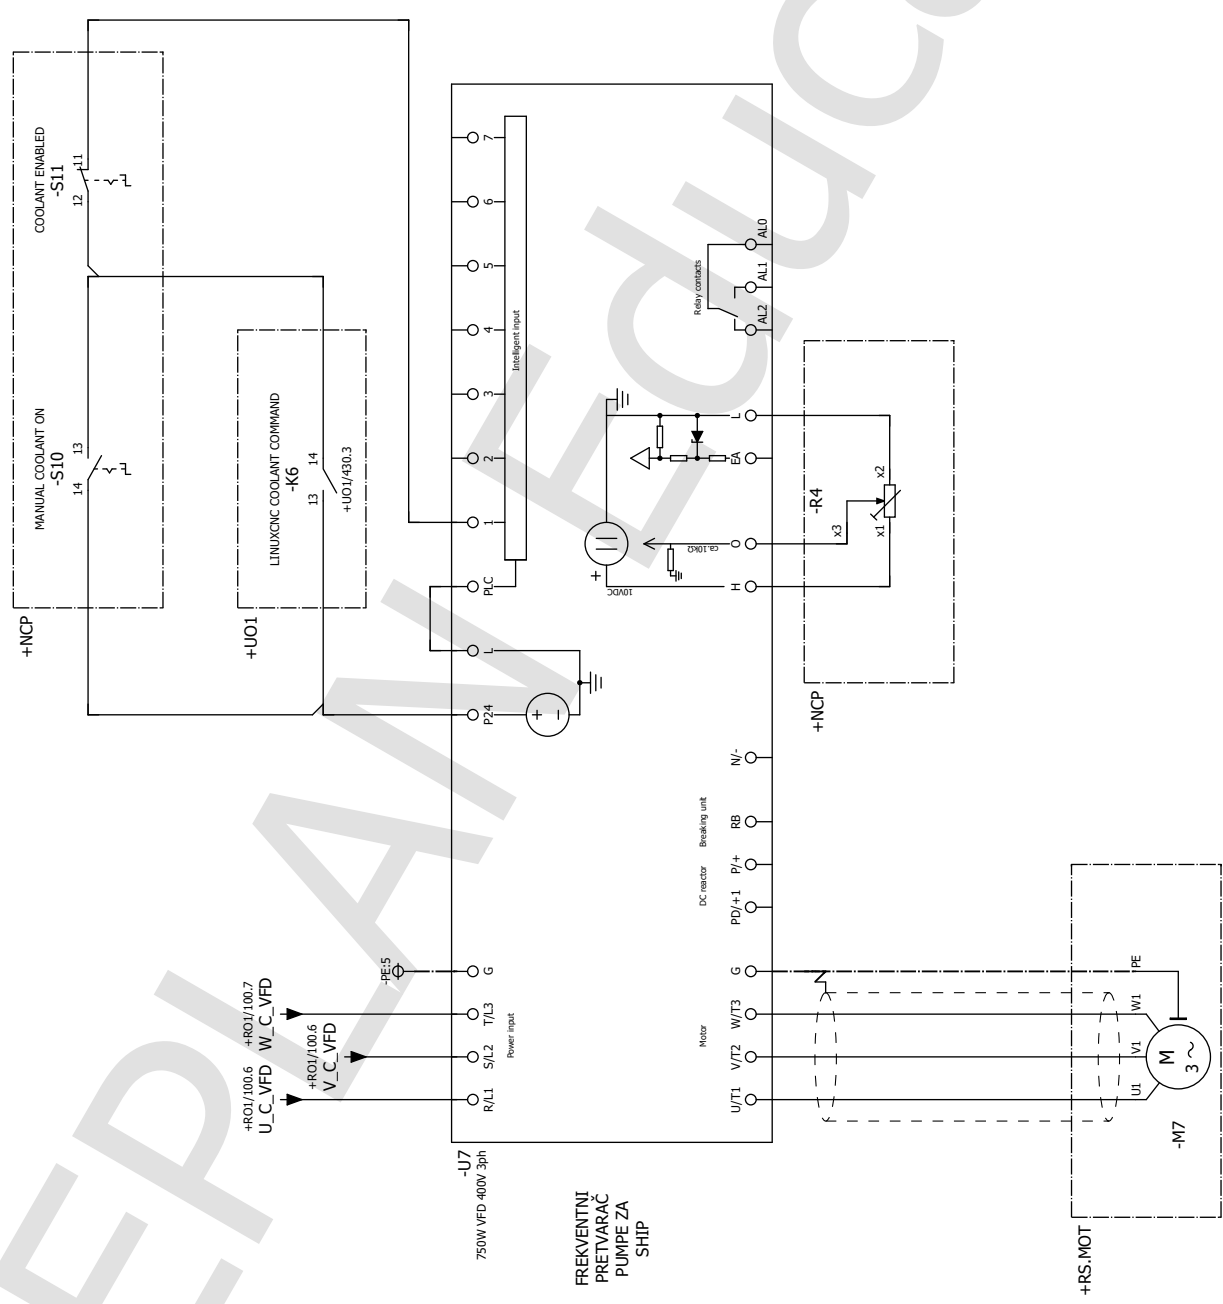 +NCP
MANUAL COOLANT ON
-S10
14
13
COOLANT ENABLED
-S11
12
11
+UO1
LINUXCNC COOLANT COMMAND
-K6
13
14
+UO1/430.3
-U7
750W VFD 400V 3ph
FREKVENTNI
PRETVARAČ
PUMPE ZA
SHIP
+RO1/100.6
U_C_VFD
+RO1/100.6
V_C_VFD
+RO1/100.7
W_C_VFD
-PE:5
R/L1
S/L2
T/L3
G
P24
L
PLC
1
2
3
4
5
6
7
Power input
Intelligent input
+
-
10VDC
+
ca.10kΩ
Relay contacts
Motor
DC reactor
Breaking unit
U/T1
V/T2
W/T3
G
PD/+1
P/+
RB
N/-
H
O
EA
L
AL2
AL1
AL0
+NCP
-R4
x3
x1
x2
+RS.MOT
-M7
U1
V1
W1
PE
M
3~
EPLAN Educa